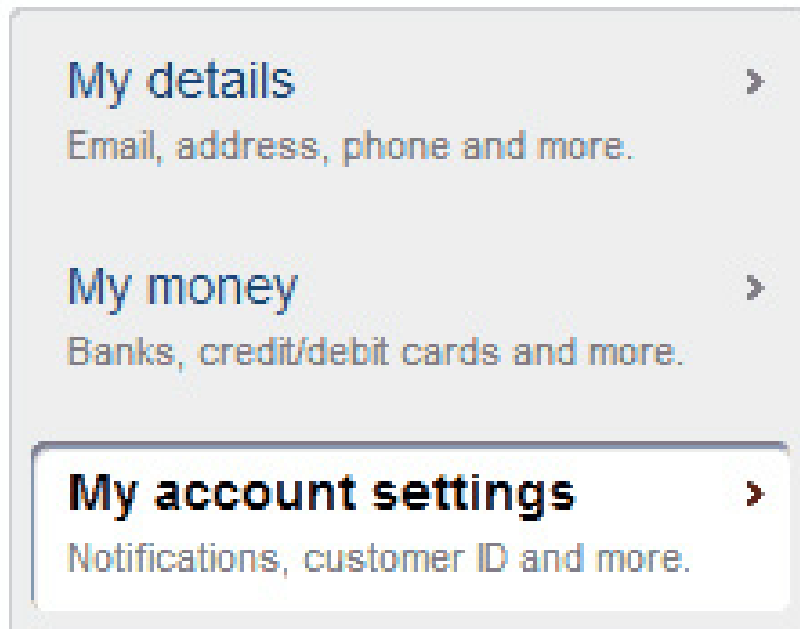 My details
Email, address, phone and more.
My money
Banks, credit/debit cards and more.
My account settings
Notifications, customer ID and more.